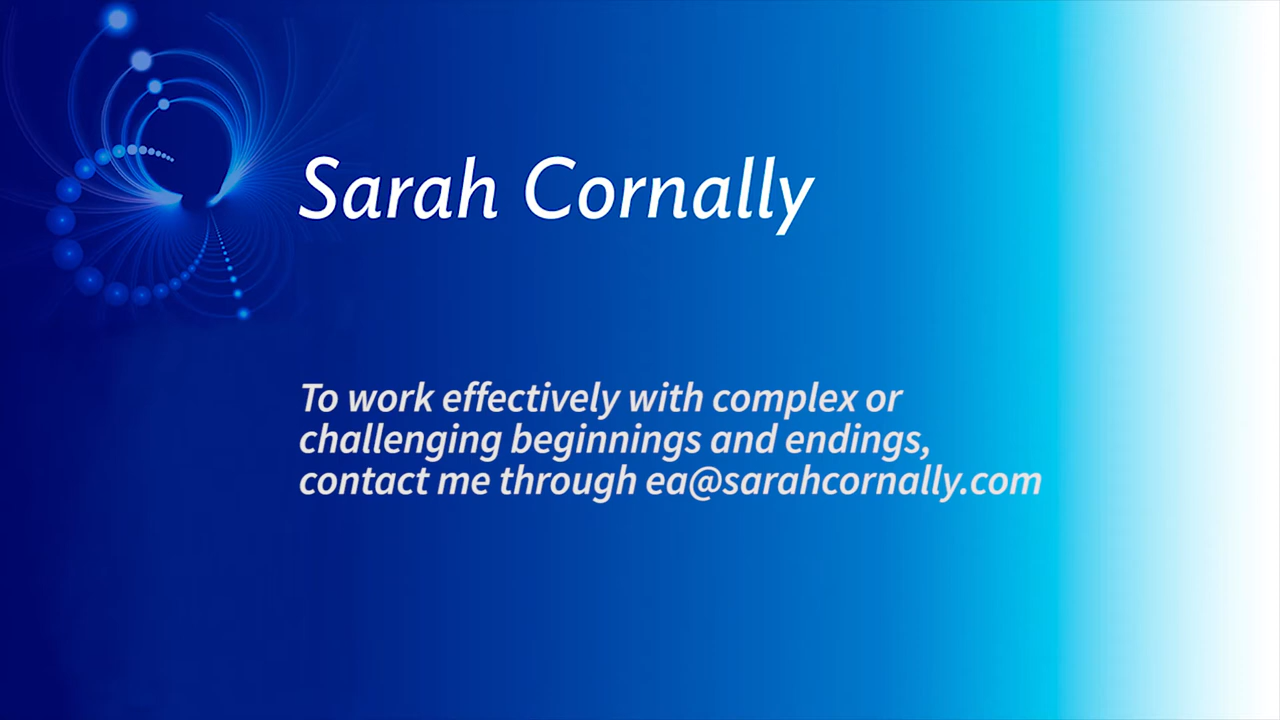 Sarah Cornally
To work effectively with complex or
challenging beginnings and endings,
contact me through ea@sarahcornally.com